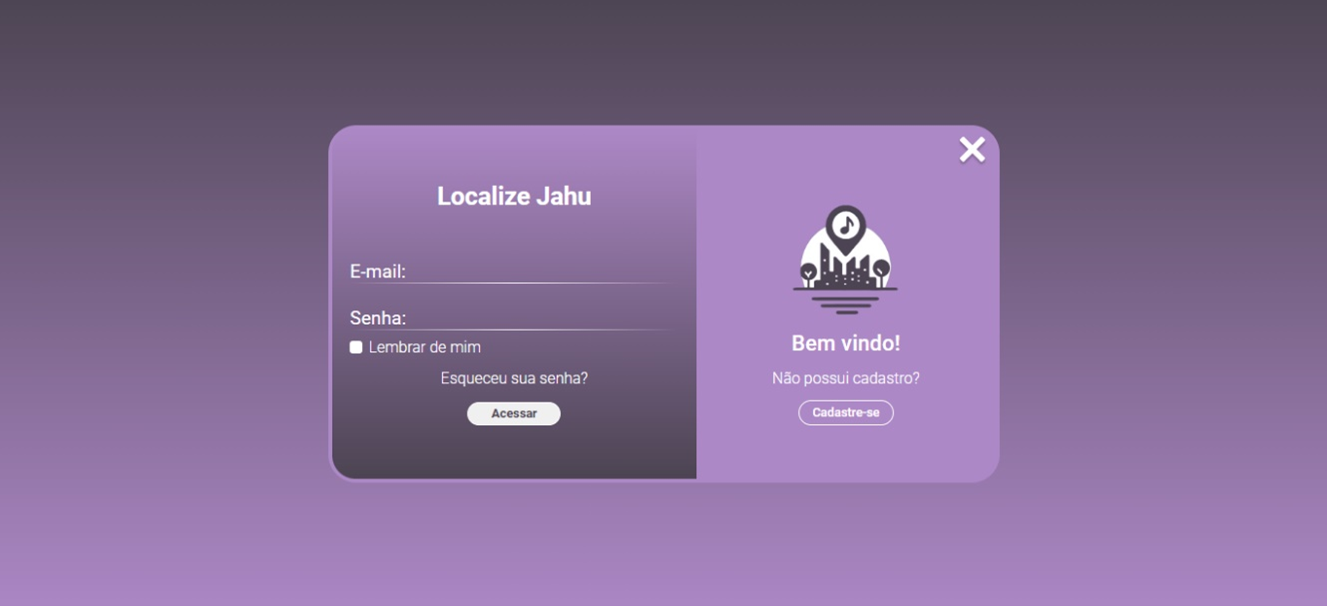 Localize Jahu
E-mail:
Senha:
Lembrar de mim
Esqueceu sua senha?
Acessar
Bem vindo!
Não possui cadastro?
Cadastre-se